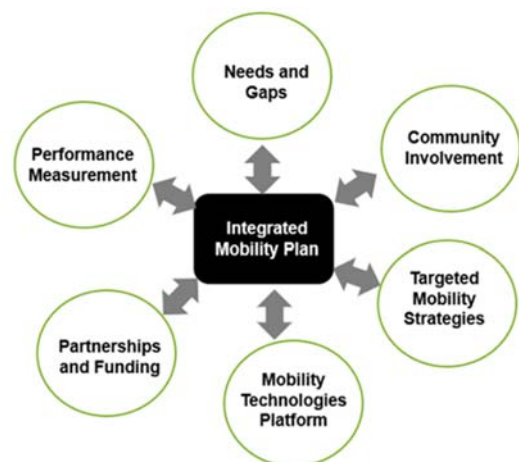 Needs and
Gaps
Community
Involvement
Performance
Measurement
Integrated
Mobility Plan
Targeted
Mobility
Strategies
Partnerships
and Funding
Mobility
Technologies
Platform